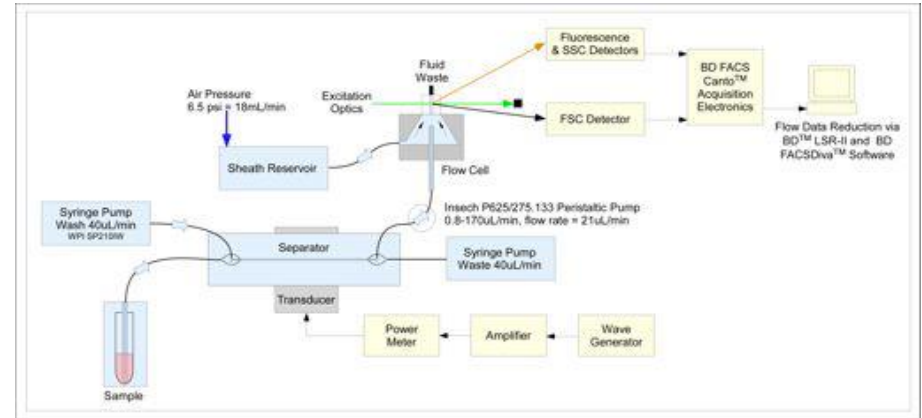 Fluorescence
& SSC Detectors
BD FACS
Canto™
Acquisition
Electronics
Fluid
Waste
Air Pressure
6.5 psi = 18mL/min
Excitation
Optics
FSC Detector
Flow Data Reduction via
BD™ LSR-II and BD
FACSDiva™ Software
Sheath Reservoir
Flow Cell
Insech P625/275.133 Peristaltic Pump
0.8-170uL/min, flow rate = 21uL/min
Syringe Pump
Wash 40uL/min
WPI SP210IW
Separator
Syringe Pump
Waste 40uL/min
Transducer
Power
Meter
Amplifier
Wave
Generator
Sample